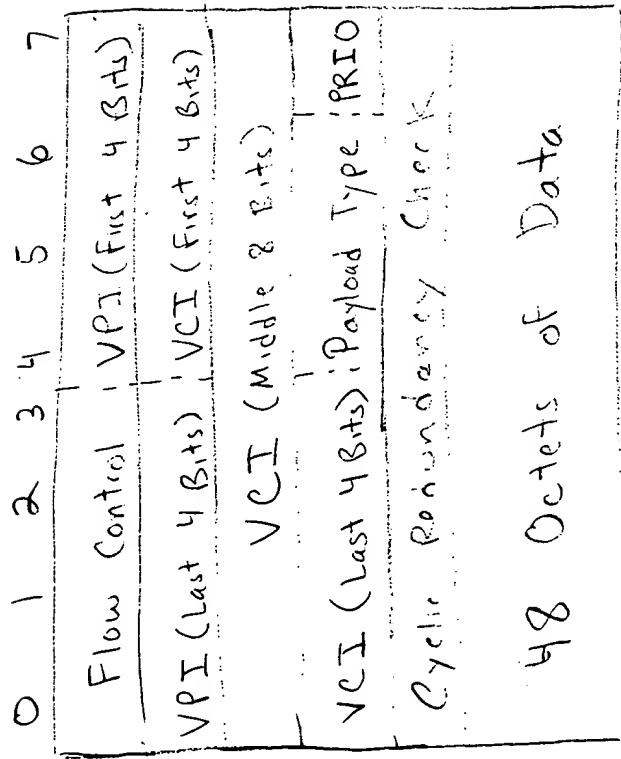 0 1 2 3 4 5 6 7
Flow Control VPI (First 4 Bits)
VPI (Last 4 Bits) VCI (First 4 Bits)
VCI (Middle 8 Bits)
VCI (Last 4 Bits) Payload Type PRIO
Cyclic Redundancy Check
48 Octets of Data